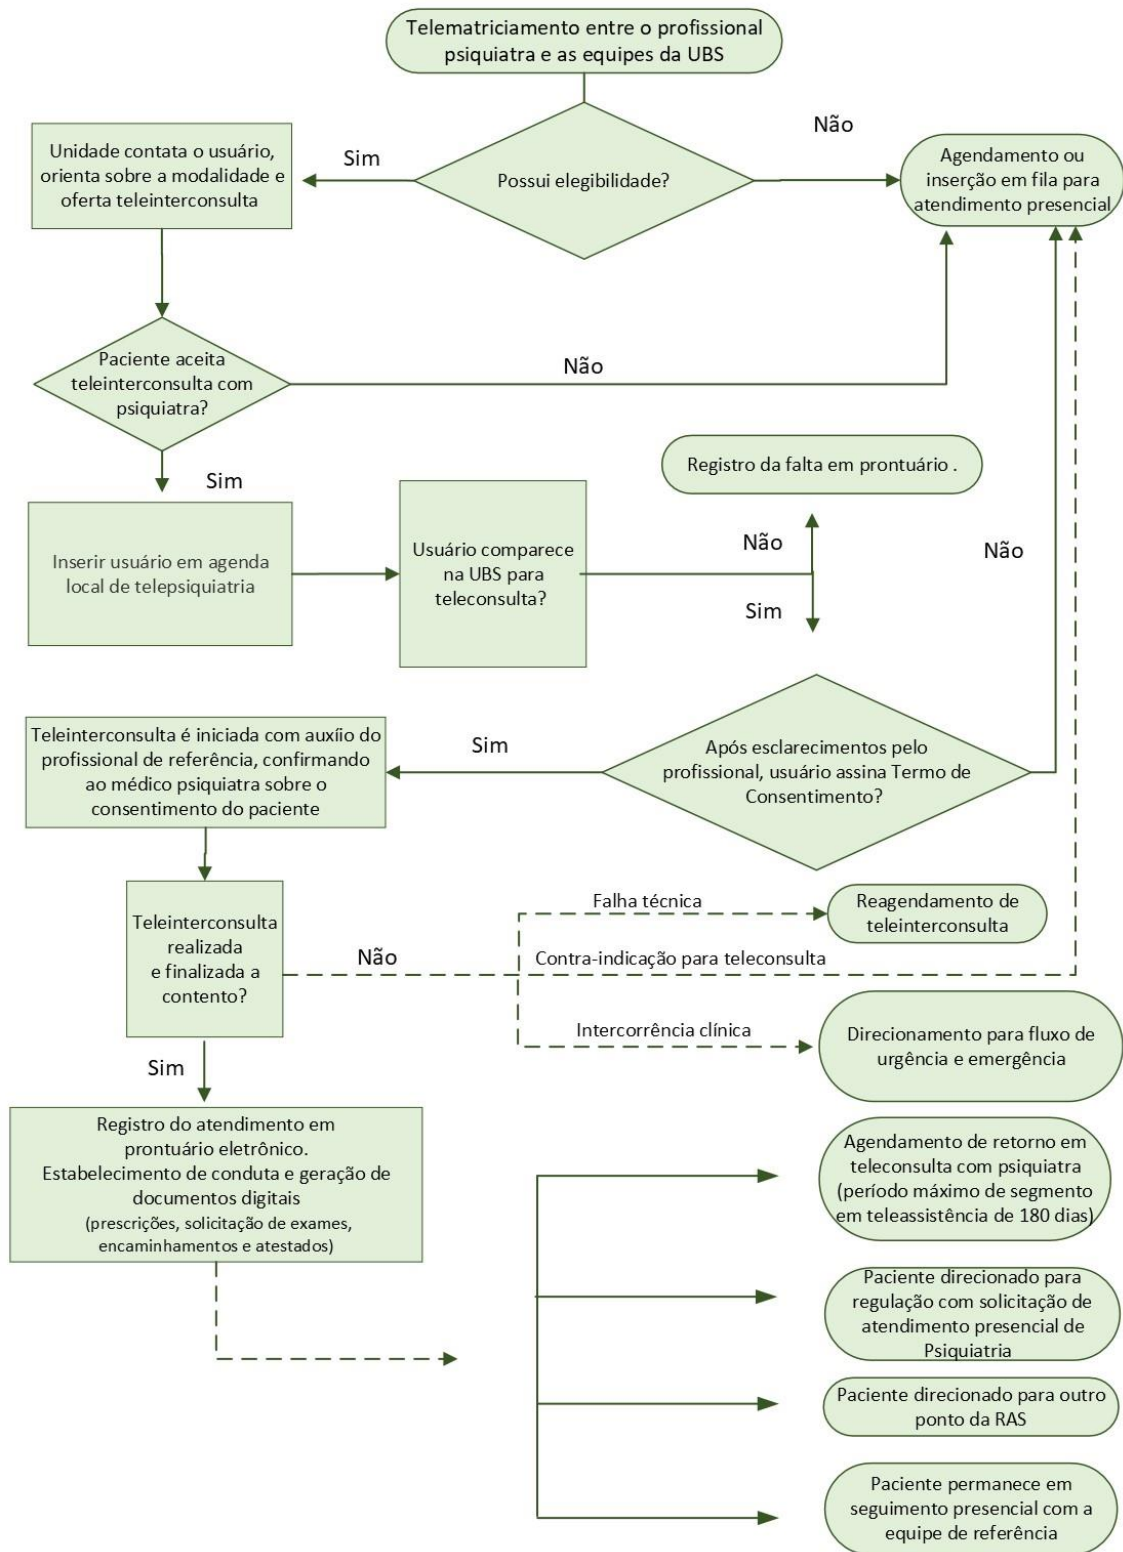 Telematriciamento entre o profissional
psiquiatra e as equipes da UBS
Não
Sim
Unidade contata o usuário,
orienta sobre a modalidade e
oferta teleinterconsulta
Possui elegibilidade?
Agendamento ou
inserção em fila para
atendimento presencial
Paciente aceita
teleinterconsulta com
psiquiatra?
Não
Sim
Registro da falta em prontuário .
Inserir usuário em agenda
local de telepsiquiatria
Usuário comparece
na UBS para
teleconsulta?
Não
Sim
Não
Teleinterconsulta é iniciada com auxíio do
profissional de referência, confirmando
ao médico psiquiatra sobre o
consentimento do paciente
Sim
Após esclarecimentos pelo
profissional, usuário assina Termo de
Consentimento?
Teleinterconsulta
realizada
e finalizada a
contento?
Não
Falha técnica
Reagendamento de
teleinterconsulta
Contra-indicação para teleconsulta
Intercorrência clínica
Direcionamento para fluxo de
urgência e emergência
Sim
Registro do atendimento em
prontuário eletrônico.
Estabelecimento de conduta e geração de
documentos digitais
(prescrições, solicitação de exames,
encaminhamentos e atestados)
Agendamento de retorno em
teleconsulta com psiquiatra
(período máximo de segmento
em teleassistência de 180 dias)
Paciente direcionado para
regulação com solicitação de
atendimento presencial de
Psiquiatria
Paciente direcionado para outro
ponto da RAS
Paciente permanece em
seguimento presencial com a
equipe de referência